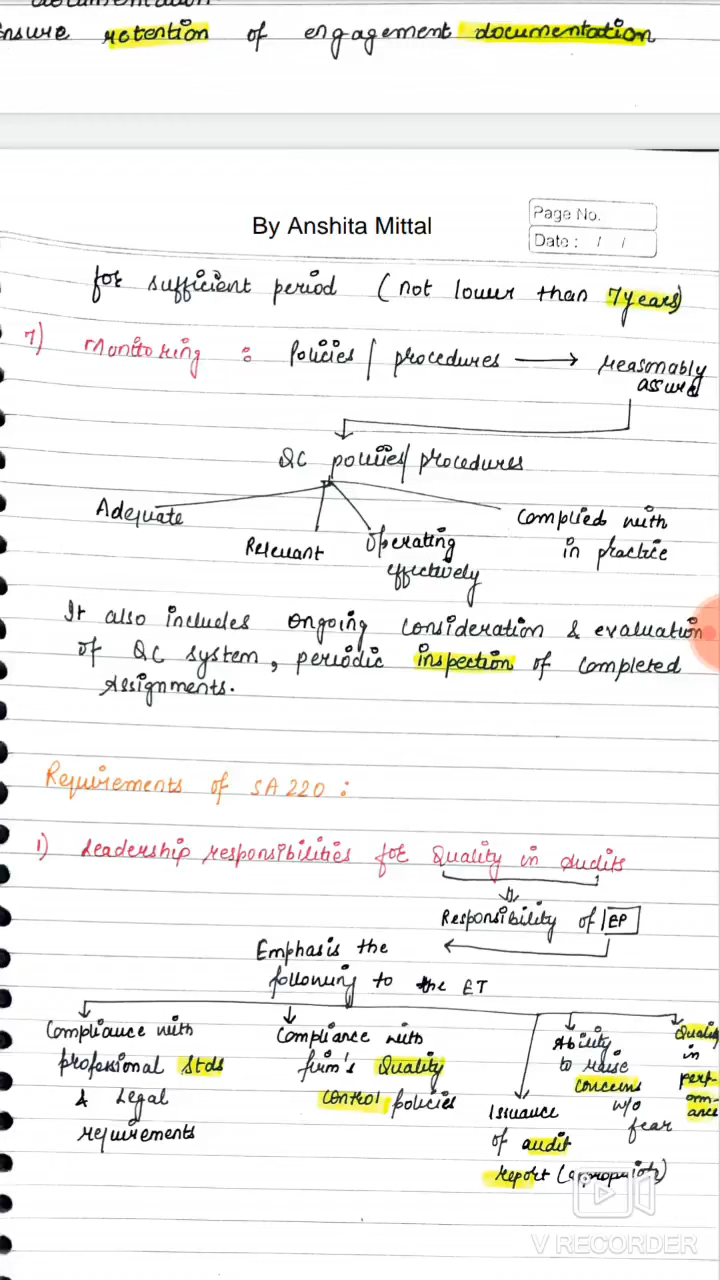 ensure retention of engagement documentation
By Anshita Mittal
Page No.
Date : / /
for sufficient period (not lower than 7 years)
7) Monitoring : Policies/procedures → reasonably
assured
QC policies/procedures
Adequate
Relevant
Operating
effectively
Complied with
in practice
It also includes ongoing consideration & evaluation
of QC system, periodic inspection of completed
Assignments.
Requirements of SA 220 :
1) Leadership responsibilities for Quality in Audits
Responsibility of EP
Emphasis the
following to the ET
Compliance with
professional Stds
& Legal
requirements
Compliance with
firm's Quality
control policies
Issuance
of audit
report
Ability
to raise
concerns
w/o
fear
Quality
in
perf-
orm-
ance
V RECORDER